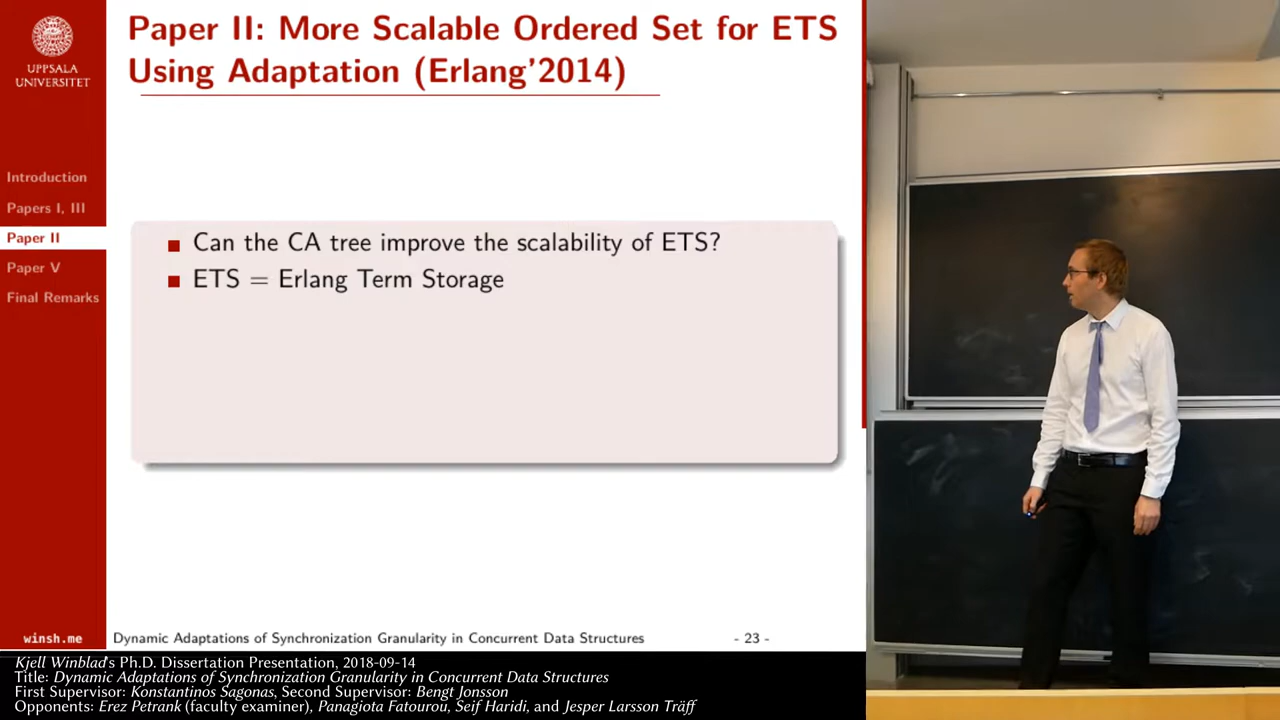 Paper II: More Scalable Ordered Set for ETS
Using Adaptation (Erlang'2014)
UPPSALA
UNIVERSITET
Introduction
Papers I, III
Paper II
Paper V
Final Remarks
Can the CA tree improve the scalability of ETS?
ETS = Erlang Term Storage
winsh.me
Dynamic Adaptations of Synchronization Granularity in Concurrent Data Structures
- 23 -
Kjell Winblad's Ph.D. Dissertation Presentation, 2018-09-14
Title: Dynamic Adaptations of Synchronization Granularity in Concurrent Data Structures
First Supervisor: Konstantinos Sagonas, Second Supervisor: Bengt Jonsson
Opponents: Erez Petrank (faculty examiner), Panagiota Fatourou, Seif Haridi, and Jesper Larsson Träff